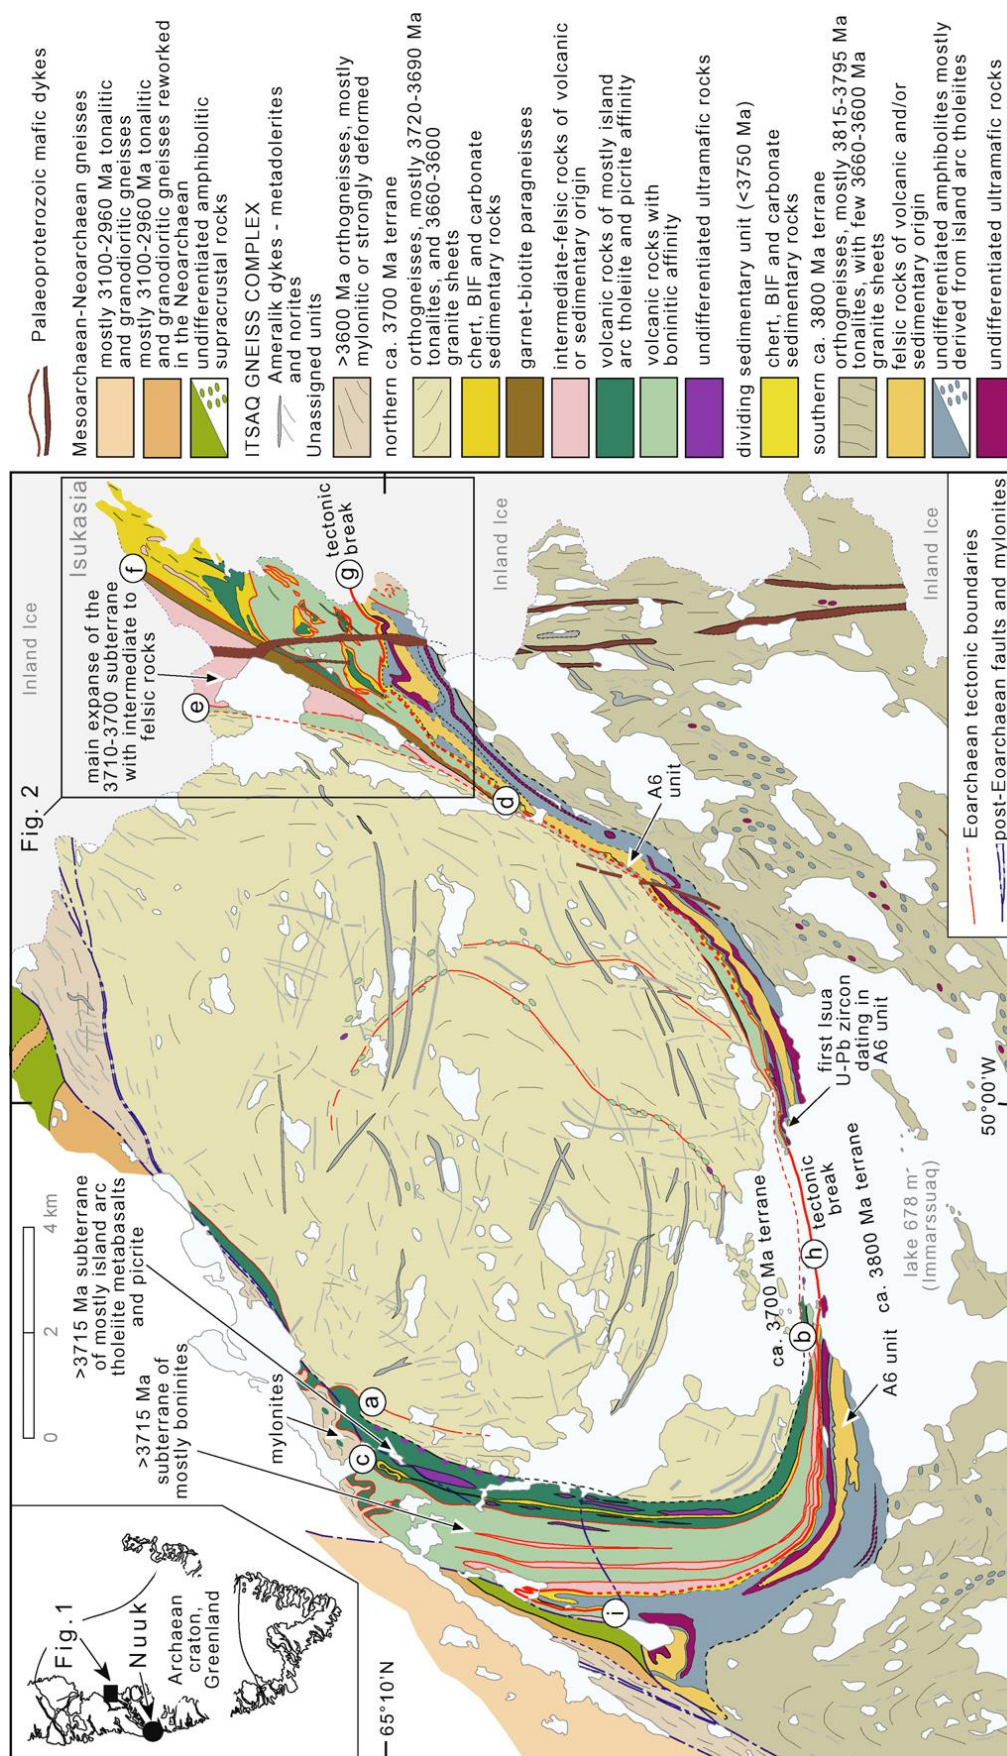 Fig.1
Nuuk
Archaean
craton,
Greenland
0
2
4 km
>3715 Ma subterrane
of mostly island arc
tholeiite metabasalts
and picrite
>3715 Ma
subterrane of
mostly boninites
mylonites
Fig. 2
Inland Ice
main expanse of the
3710-3700 subterrane
with intermediate to
felsic rocks
Isukasia
a
b
c
d
e
f
g
h
i
tectonic
break
Inland Ice
Inland Ice
A6
unit
first Isua
U-Pb zircon
dating in
A6 unit
ca. 3700 Ma terrane
tectonic
break
ca. 3800 Ma terrane
A6 unit
lake 678 m
(Immarssuaq)
65°10'N
50°00'W
Eoarchaean tectonic boundaries
post-Eoarchaean faults and mylonites
Palaeoproterozoic mafic dykes
Mesoarchaean-Neoarchaean gneisses
mostly 3100-2960 Ma tonalitic
and granodioritic gneisses
mostly 3100-2960 Ma tonalitic
and granodioritic gneisses reworked
in the Neoarchaean
undifferentiated amphibolitic
supracrustal rocks
ITSAQ GNEISS COMPLEX
Ameralik dykes - metadolerites
and norites
Unassigned units
>3600 Ma orthogneisses, mostly
mylonitic or strongly deformed
northern ca. 3700 Ma terrane
orthogneisses, mostly 3720-3690 Ma
tonalites, and 3660-3600
granite sheets
chert, BIF and carbonate
sedimentary rocks
garnet-biotite paragneisses
intermediate-felsic rocks of volcanic
or sedimentary origin
volcanic rocks of mostly island
arc tholeiite and picrite affinity
volcanic rocks with
boninitic affinity
undifferentiated ultramafic rocks
dividing sedimentary unit (<3750 Ma)
chert, BIF and carbonate
sedimentary rocks
southern ca. 3800 Ma terrane
orthogneisses, mostly 3815-3795 Ma
tonalites, with few 3660-3600 Ma
granite sheets
felsic rocks of volcanic and/or
sedimentary origin
undifferentiated amphibolites mostly
derived from island arc tholeiites
undifferentiated ultramafic rocks